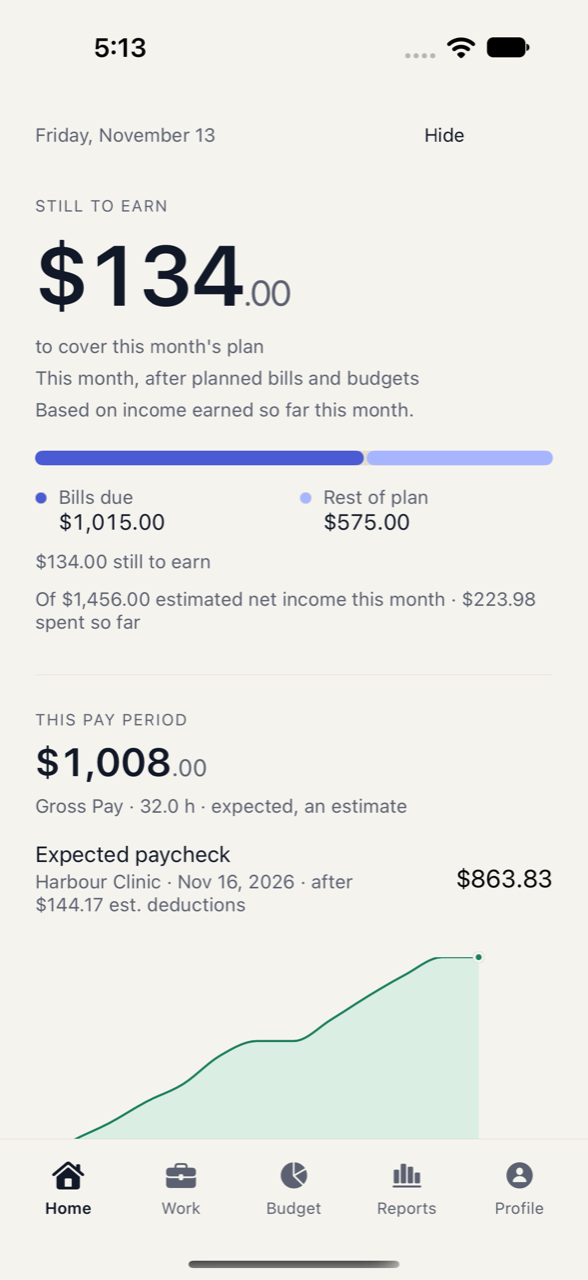 5:13
Friday, November 13
Hide
STILL TO EARN
$134.00
to cover this month's plan
This month, after planned bills and budgets
Based on income earned so far this month.
Bills due
$1,015.00
Rest of plan
$575.00
$134.00 still to earn
Of $1,456.00 estimated net income this month · $223.98
spent so far
THIS PAY PERIOD
$1,008.00
Gross Pay · 32.0 h · expected, an estimate
Expected paycheck
Harbour Clinic · Nov 16, 2026 · after
$144.17 est. deductions
$863.83
Home
Work
Budget
Reports
Profile